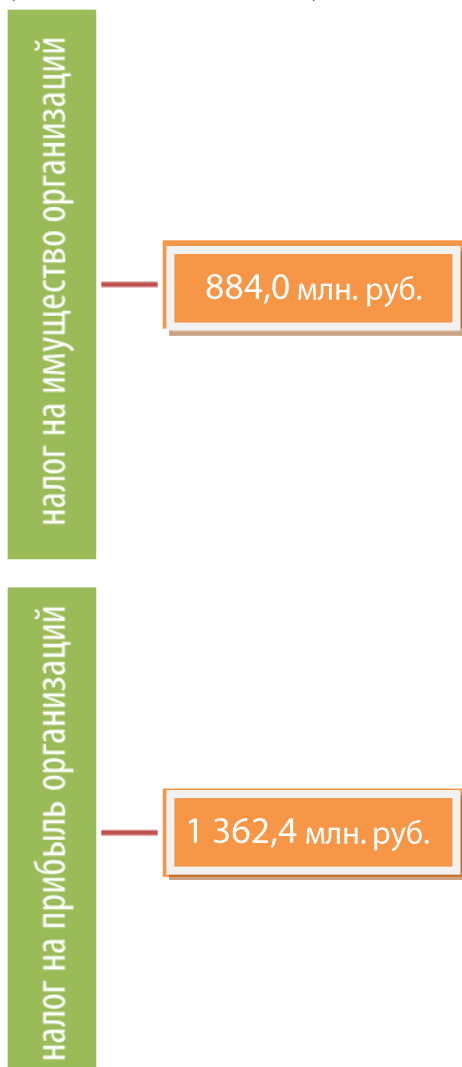 налог на имущество организаций
884,0 млн. руб.
налог на прибыль организаций
1 362,4 млн. руб.